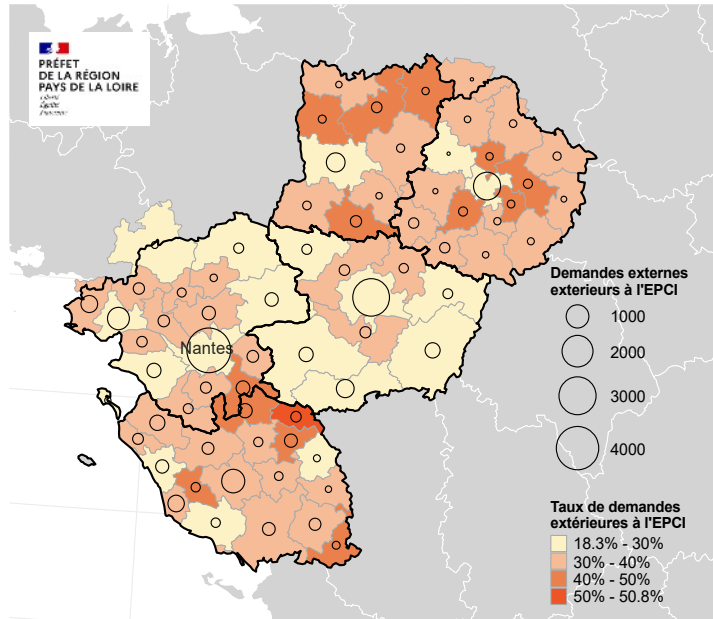 PRÉFET
DE LA RÉGION
PAYS DE LA LOIRE
Nantes
Demandes externes
exterieurs à l'EPCI
1000
2000
3000
4000
Taux de demandes
extérieures à l'EPCI
18.3% - 30%
30% - 40%
40% - 50%
50% - 50.8%